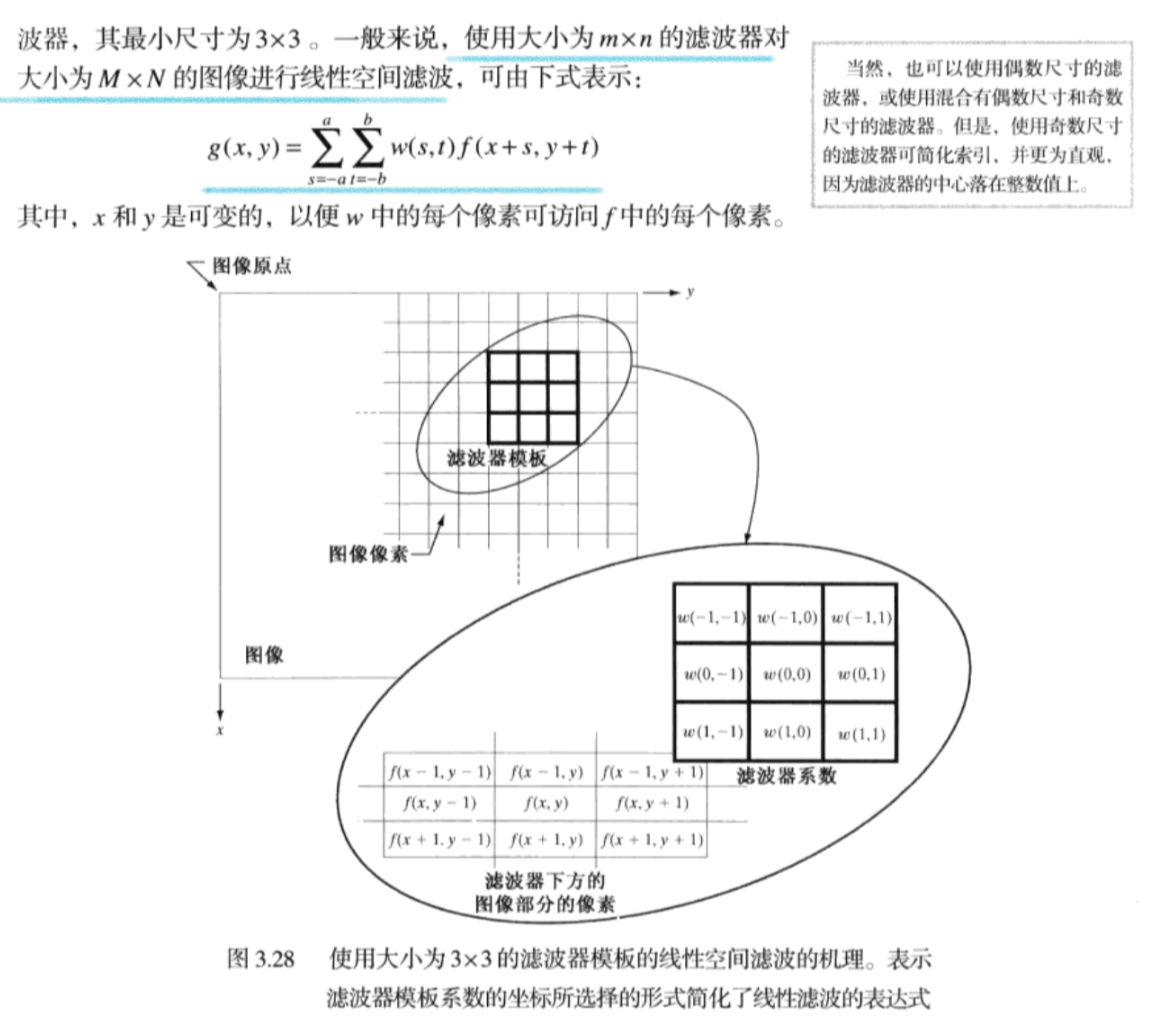 波器，其最小尺寸为3×3 。一般来说，使用大小为 m×n 的滤波器对
大小为 M×N 的图像进行线性空间滤波，可由下式表示：
g(x, y) = ∑_{s=-a}^{a} ∑_{t=-b}^{b} w(s,t) f(x+s, y+t)
其中，x 和 y 是可变的，以便 w 中的每个像素可访问 f 中的每个像素。
当然，也可以使用偶数尺寸的滤
波器，或使用混合有偶数尺寸和奇数
尺寸的滤波器。但是，使用奇数尺寸
的滤波器可简化索引，并更为直观，
因为滤波器的中心落在整数值上。
图像原点
y
滤波器模板
图像像素
图像
x
w(−1,−1) w(−1,0) w(−1,1)
w(0,−1) w(0,0) w(0,1)
w(1,−1) w(1,0) w(1,1)
滤波器系数
f(x − 1, y − 1) f(x − 1, y) f(x − 1, y + 1)
f(x, y − 1) f(x, y) f(x, y + 1)
f(x + 1. y − 1) f(x + 1, y) f(x + 1, y + 1)
滤波器下方的
图像部分的像素
图 3.28 使用大小为 3×3 的滤波器模板的线性空间滤波的机理。表示
滤波器模板系数的坐标所选择的形式简化了线性滤波的表达式